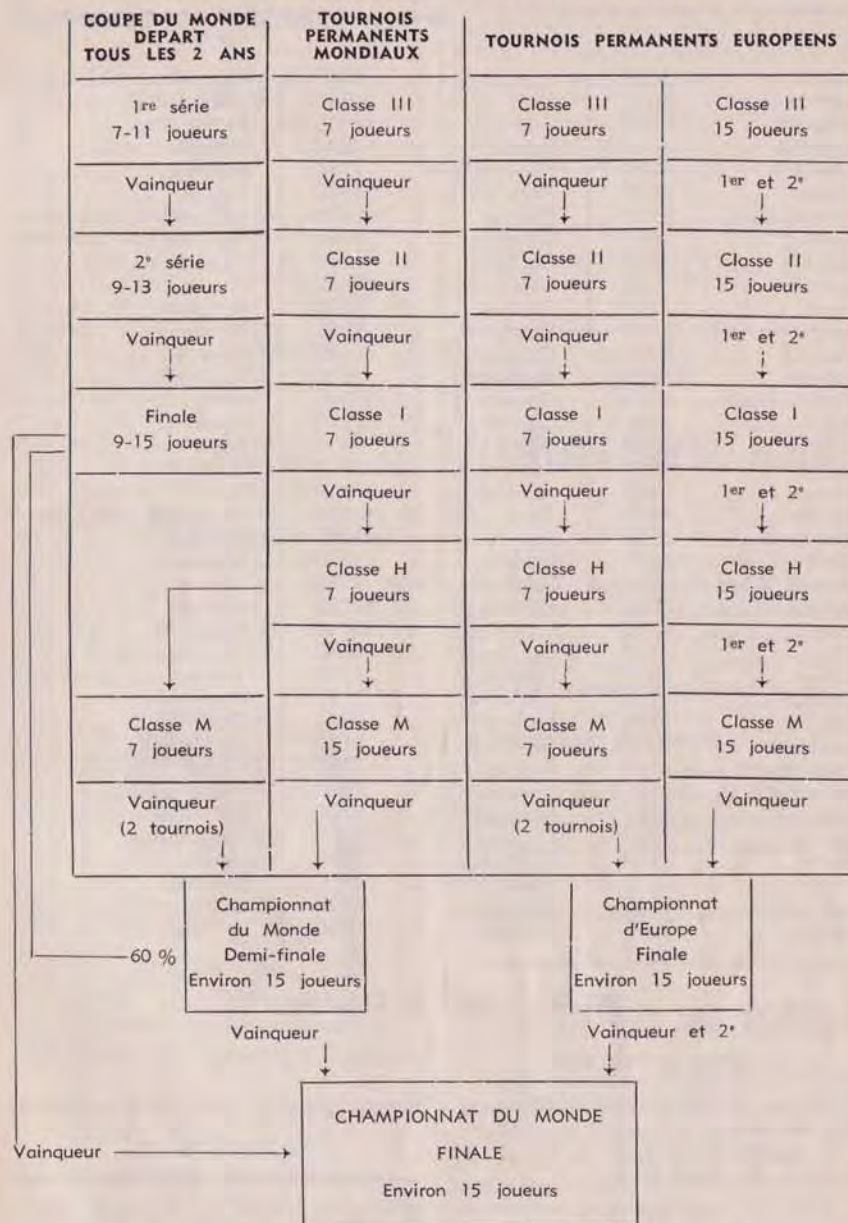 COUPE DU MONDE
DEPART
TOUS LES 2 ANS
TOURNOIS
PERMANENTS
MONDIAUX
TOURNOIS PERMANENTS EUROPEENS
1re série
7-11 joueurs
Classe III
7 joueurs
Classe III
7 joueurs
Classe III
15 joueurs
Vainqueur
Vainqueur
Vainqueur
1er et 2e
2e série
9-13 joueurs
Classe II
7 joueurs
Classe II
7 joueurs
Classe II
15 joueurs
Vainqueur
Vainqueur
Vainqueur
1er et 2e
Finale
9-15 joueurs
Classe I
7 joueurs
Classe I
7 joueurs
Classe I
15 joueurs
Vainqueur
Vainqueur
1er et 2e
Classe H
7 joueurs
Classe H
7 joueurs
Classe H
15 joueurs
Vainqueur
Vainqueur
1er et 2e
Classe M
7 joueurs
Classe M
15 joueurs
Classe M
7 joueurs
Classe M
15 joueurs
Vainqueur
(2 tournois)
Vainqueur
Vainqueur
(2 tournois)
Vainqueur
Championnat
du Monde
Demi-finale
Environ 15 joueurs
60 %
Championnat
d'Europe
Finale
Environ 15 joueurs
Vainqueur
Vainqueur et 2e
CHAMPIONNAT DU MONDE
FINALE
Environ 15 joueurs
Vainqueur